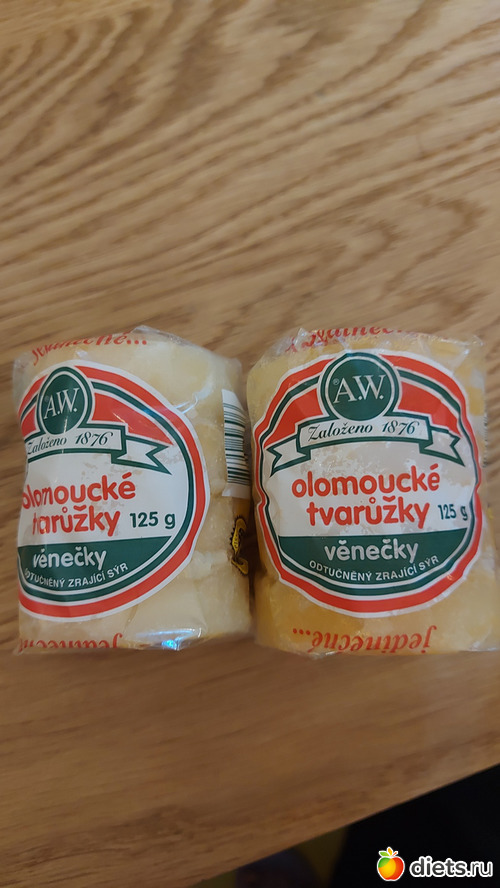 jedinečné...
A.W.
Založeno 1876
olomoucké
tvarůžky 125 g
věnečky
ODTUČNĚNÝ ZRAJÍCÍ SÝR
jedinečné...
A.W.
Založeno 1876
olomoucké
tvarůžky 125 g
věnečky
ODTUČNĚNÝ ZRAJÍCÍ SÝR
jedinečné...
diets.ru